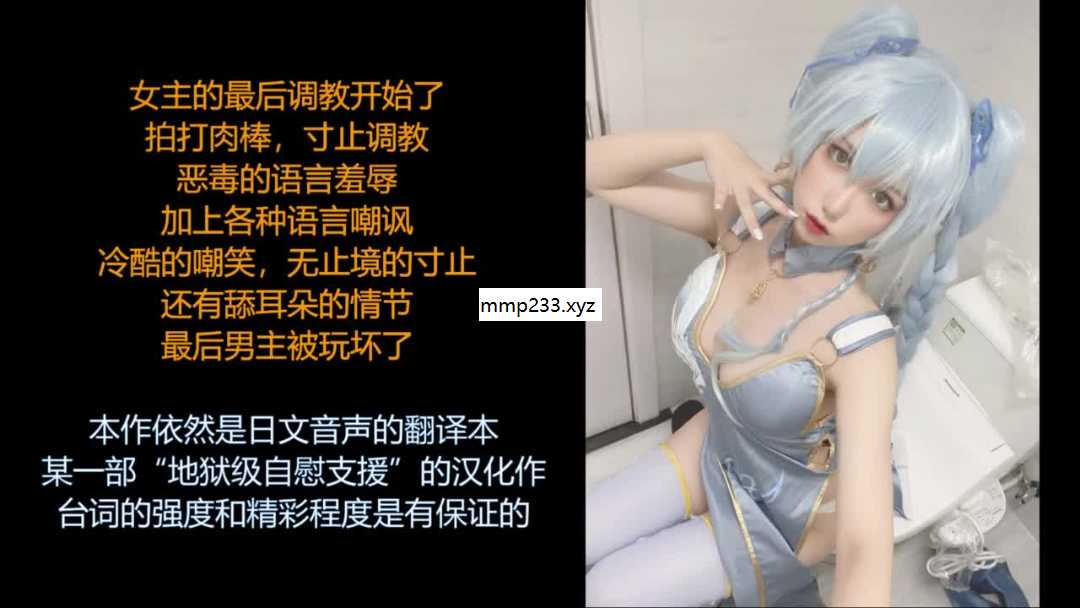 女主的最后调教开始了
拍打肉棒，寸止调教
恶毒的语言羞辱
加上各种语言嘲讽
冷酷的嘲笑，无止境的寸止
还有舔耳朵的情节
mmp233.xyz
最后男主被玩坏了
本作依然是日文音声的翻译本
某一部“地狱级自慰支援”的汉化作
台词的强度和精彩程度是有保证的